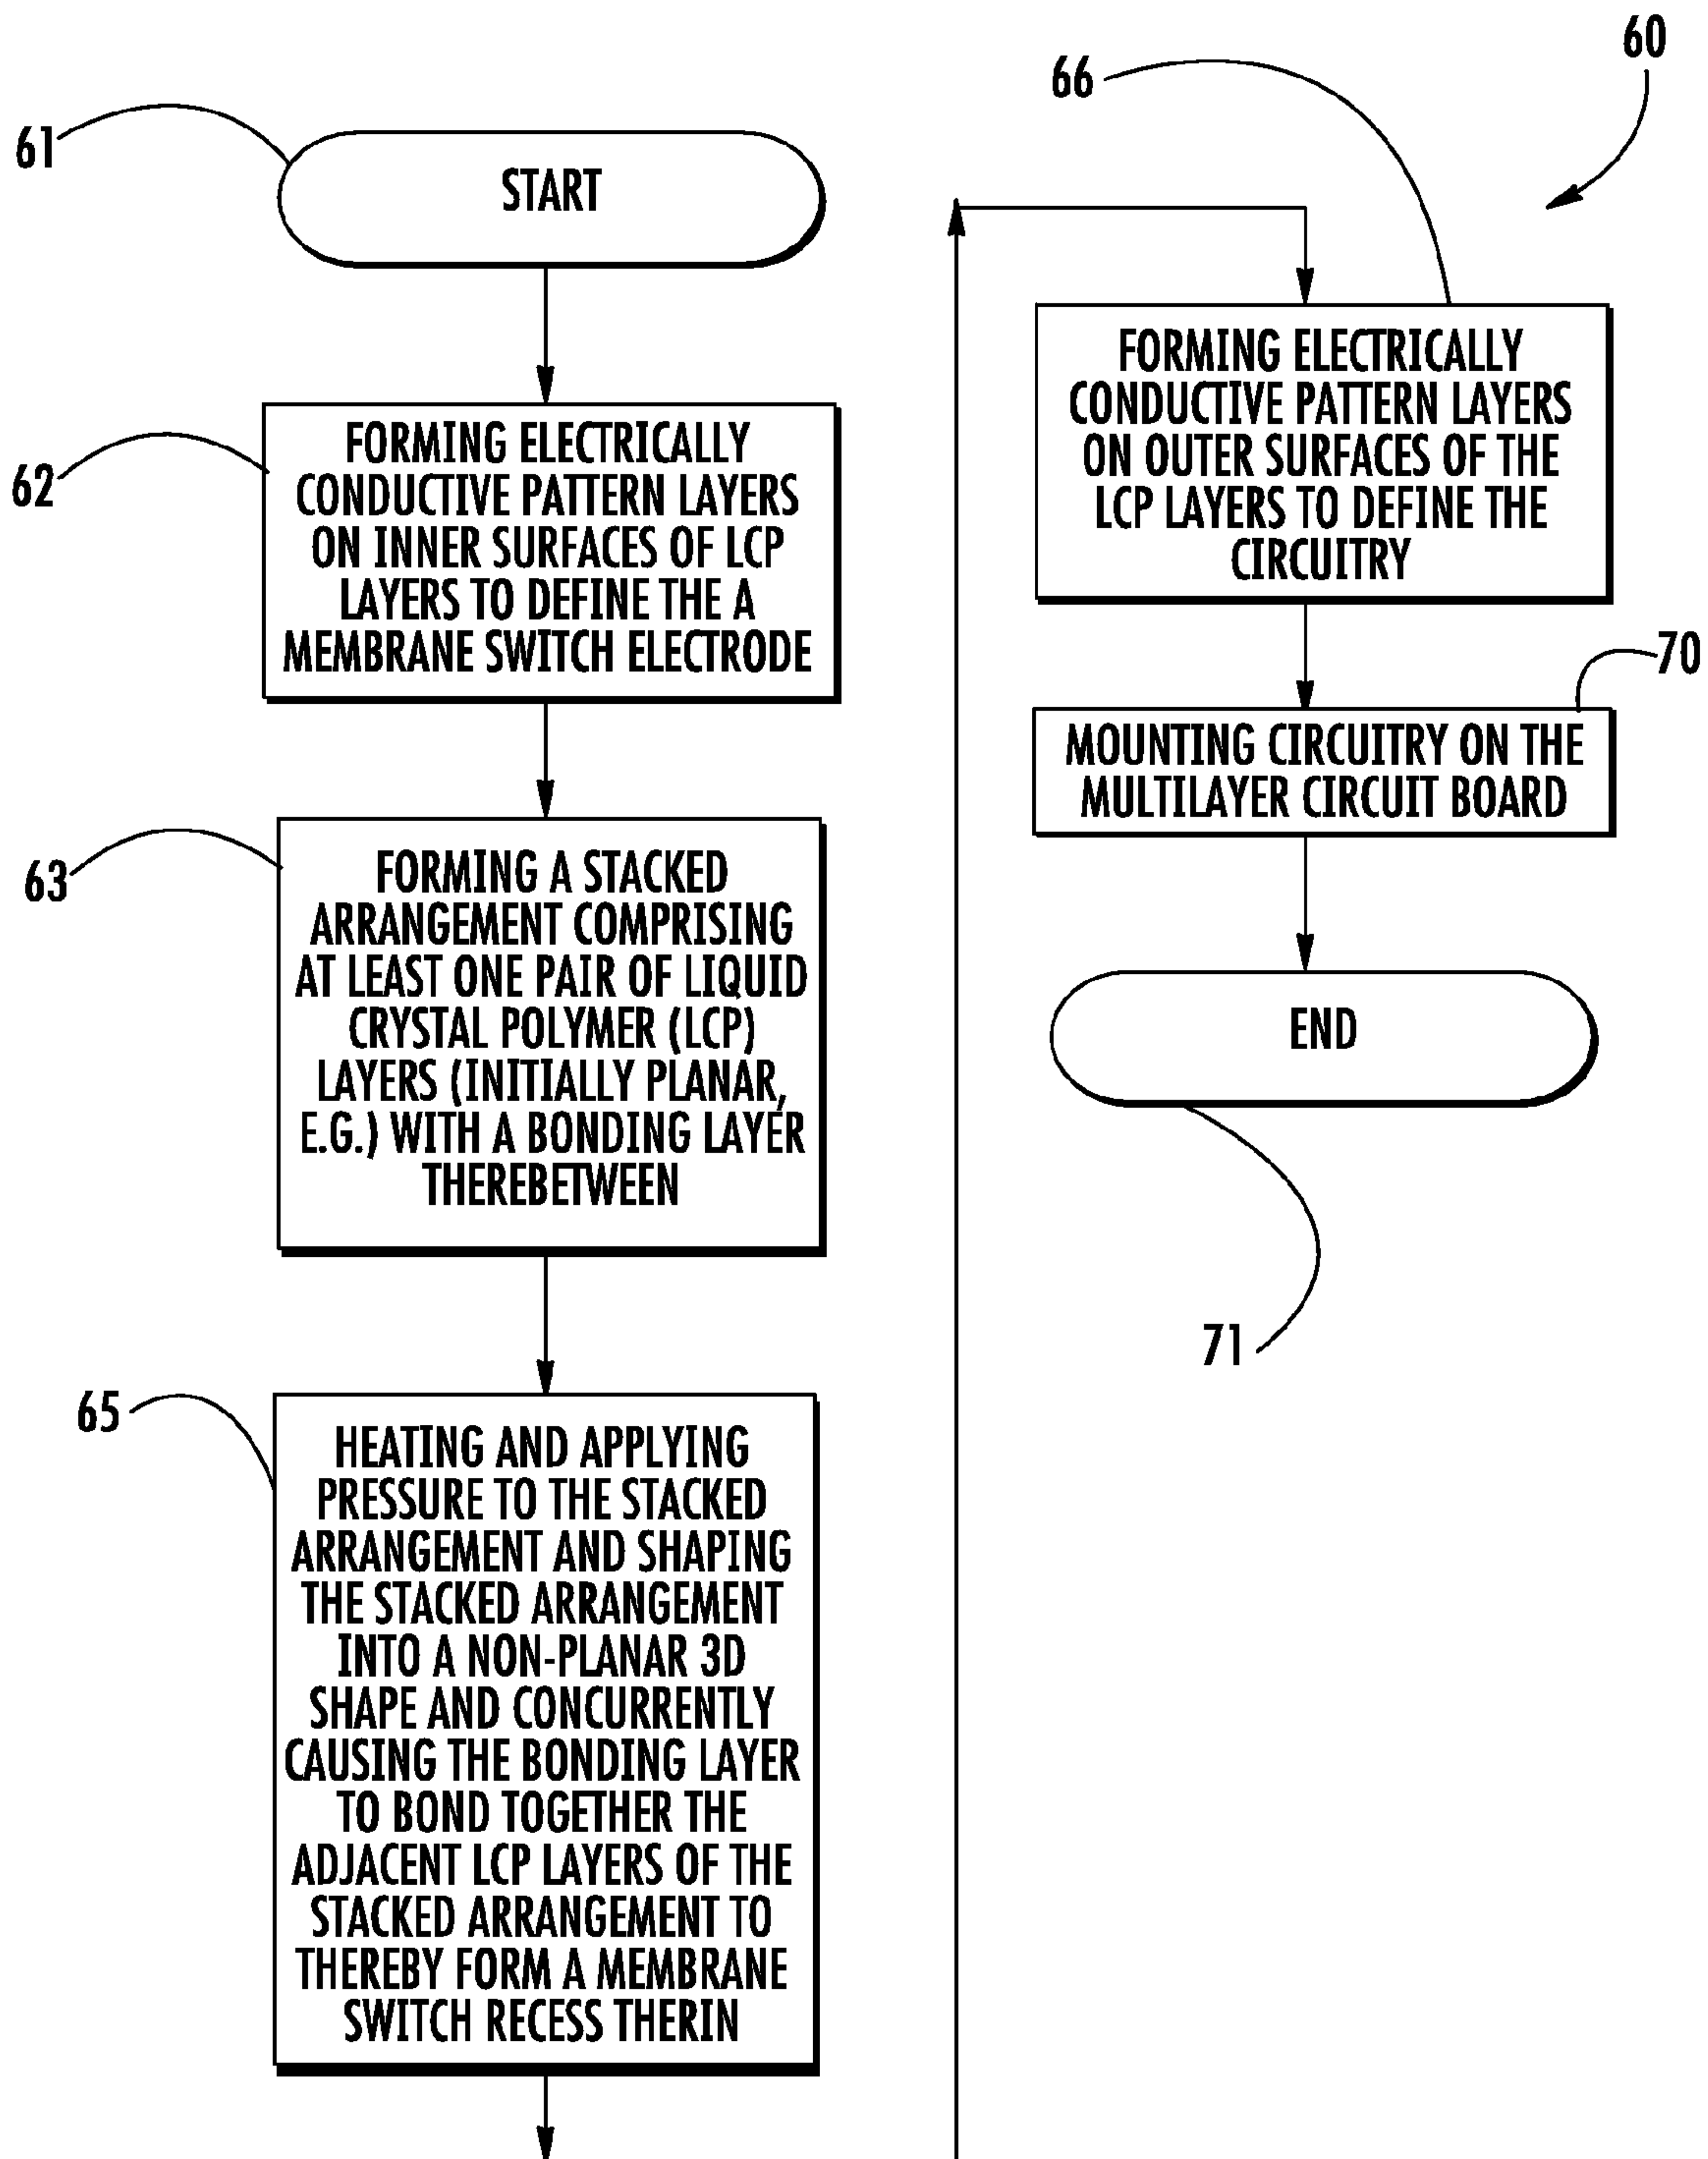 61
START
62
FORMING ELECTRICALLY
CONDUCTIVE PATTERN LAYERS
ON INNER SURFACES OF LCP
LAYERS TO DEFINE THE A
MEMBRANE SWITCH ELECTRODE
63
FORMING A STACKED
ARRANGEMENT COMPRISING
AT LEAST ONE PAIR OF LIQUID
CRYSTAL POLYMER (LCP)
LAYERS (INITIALLY PLANAR,
E.G.) WITH A BONDING LAYER
THEREBETWEEN
65
HEATING AND APPLYING
PRESSURE TO THE STACKED
ARRANGEMENT AND SHAPING
THE STACKED ARRANGEMENT
INTO A NON-PLANAR 3D
SHAPE AND CONCURRENTLY
CAUSING THE BONDING LAYER
TO BOND TOGETHER THE
ADJACENT LCP LAYERS OF THE
STACKED ARRANGEMENT TO
THEREBY FORM A MEMBRANE
SWITCH RECESS THERIN
60
66
FORMING ELECTRICALLY
CONDUCTIVE PATTERN LAYERS
ON OUTER SURFACES OF THE
LCP LAYERS TO DEFINE THE
CIRCUITRY
70
MOUNTING CIRCUITRY ON THE
MULTILAYER CIRCUIT BOARD
END
71